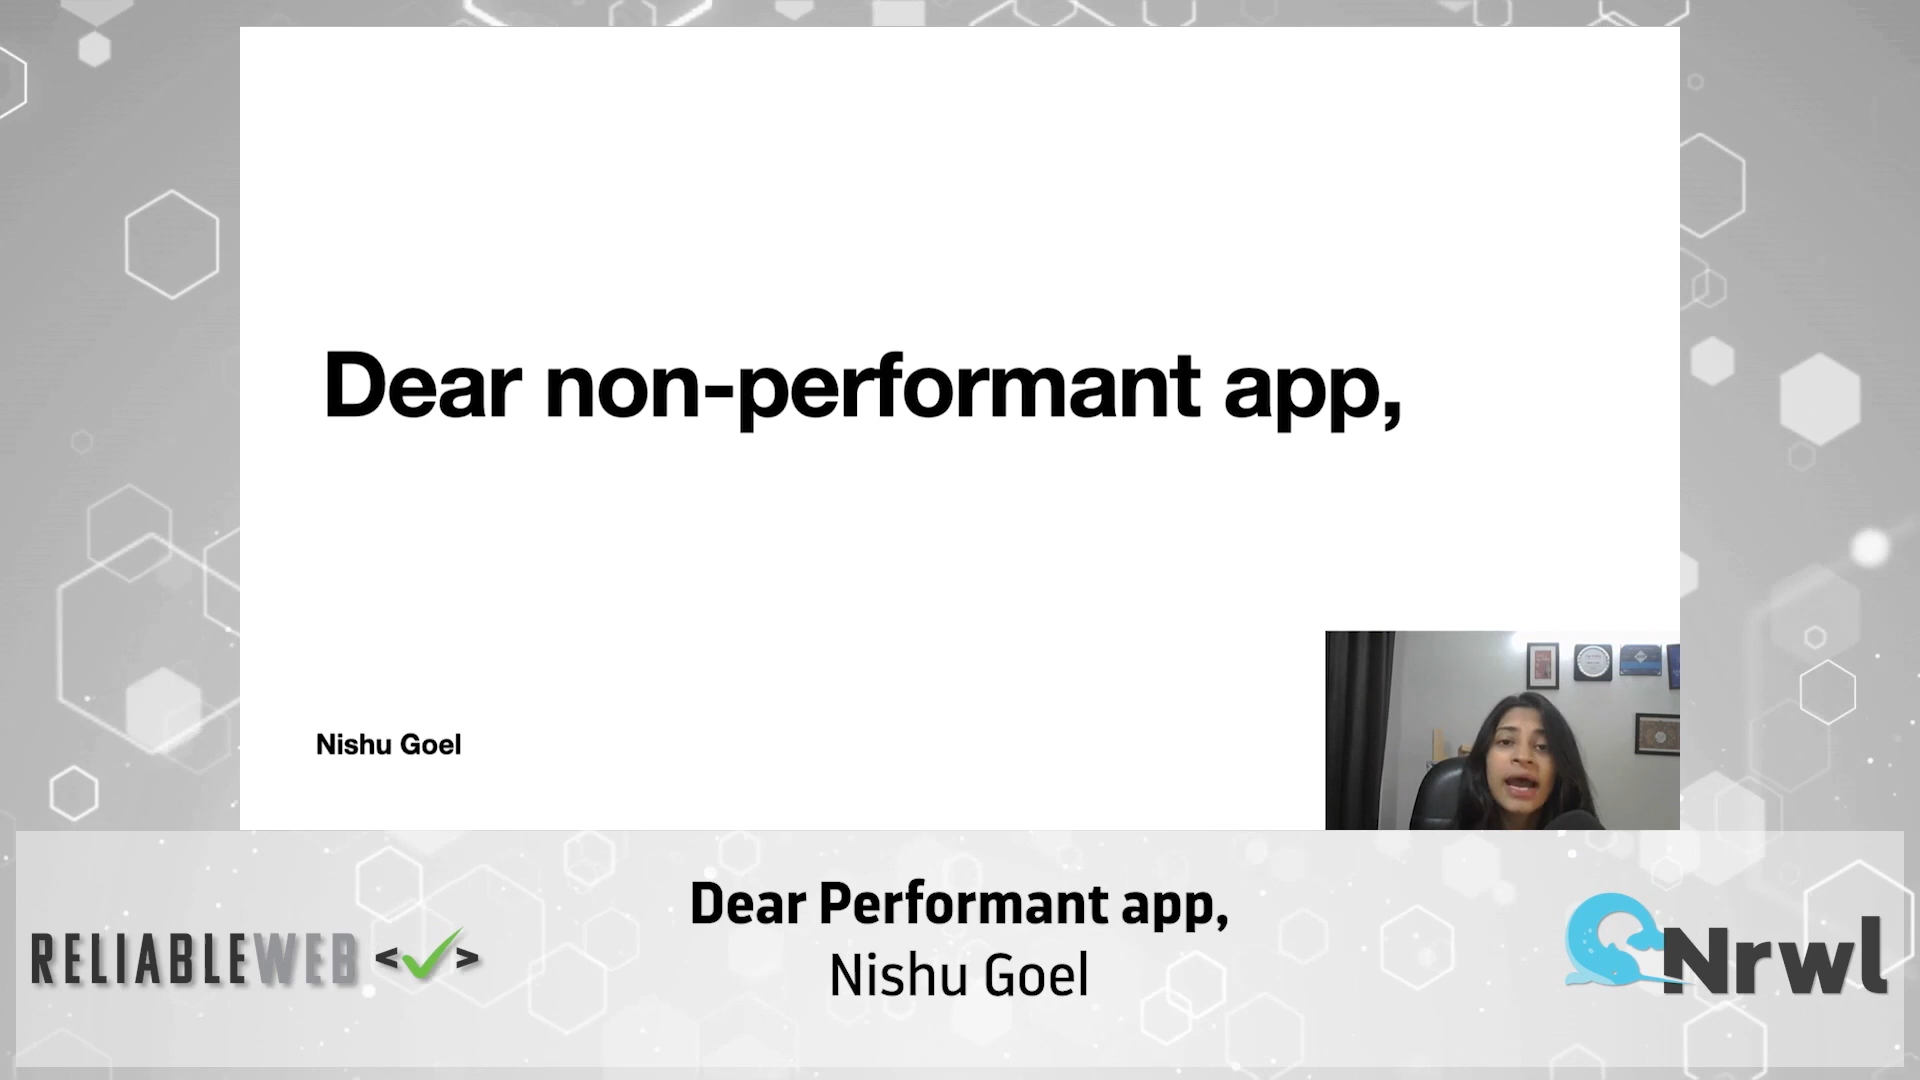 Dear non-performant app,
Nishu Goel
Dear Performant app,
Nishu Goel
RELIABLEWEB <✓>
Nrwl